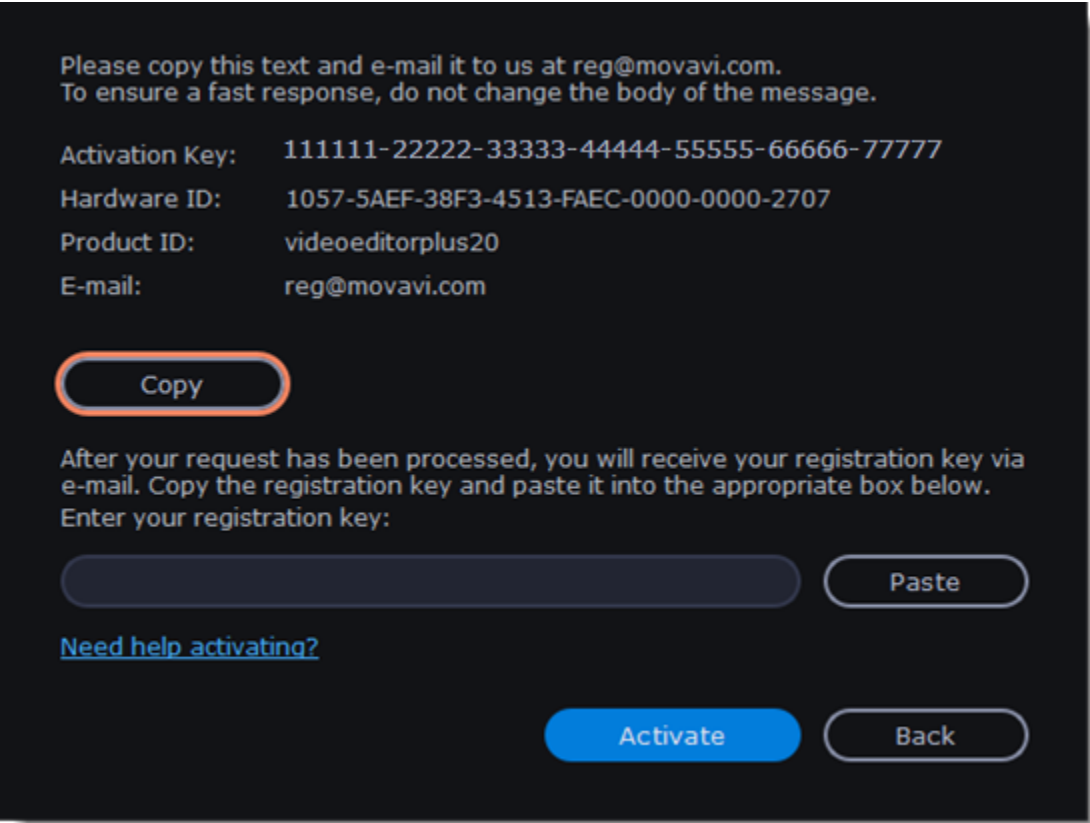 Please copy this text and e-mail it to us at reg@movavi.com.
To ensure a fast response, do not change the body of the message.
Activation Key: 111111-22222-33333-44444-55555-66666-77777
Hardware ID: 1057-5AEF-38F3-4513-FAEC-0000-0000-2707
Product ID: videoeditorplus20
E-mail: reg@movavi.com
Copy
After your request has been processed, you will receive your registration key via
e-mail. Copy the registration key and paste it into the appropriate box below.
Enter your registration key:
Paste
Need help activating?
Activate Back